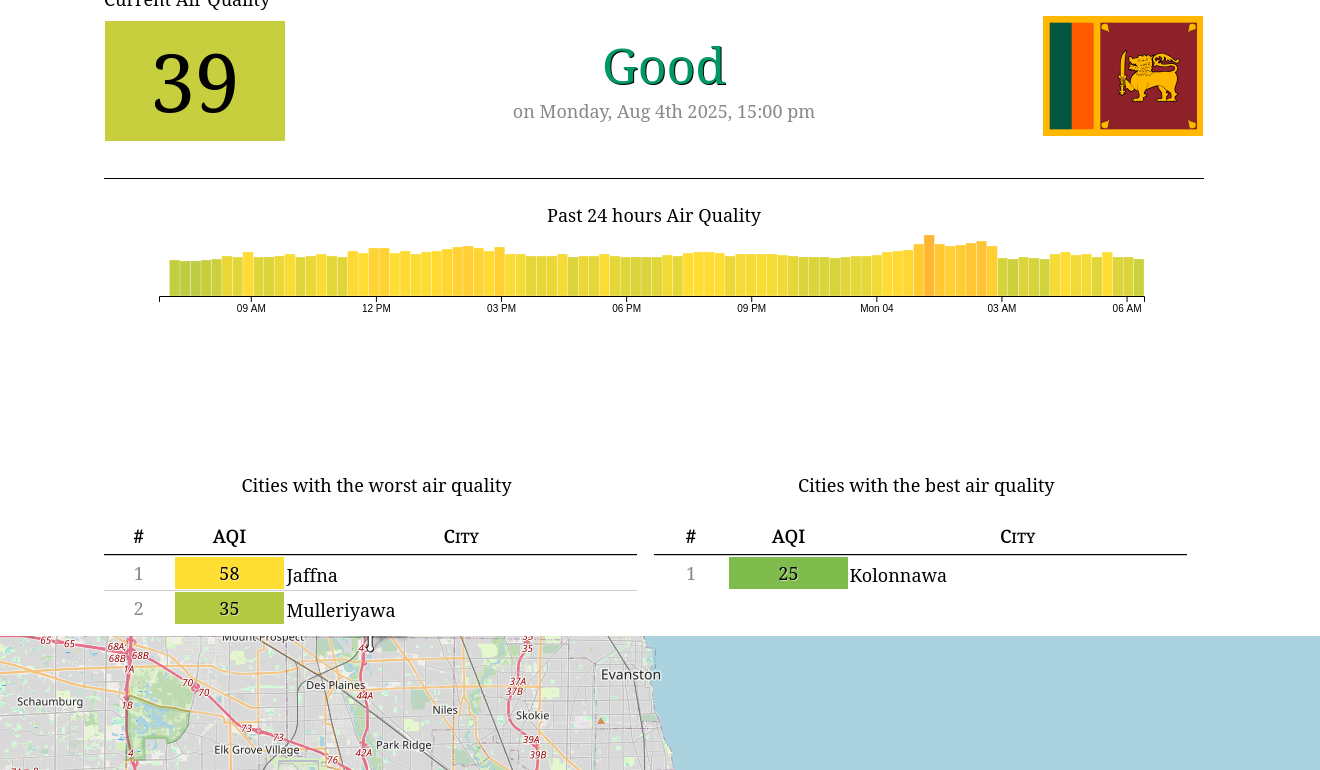 Current Air Quality
39
Good
on Monday, Aug 4th 2025, 15:00 pm
Past 24 hours Air Quality
09 AM 12 PM 03 PM 06 PM 09 PM Mon 04 03 AM 06 AM
Cities with the worst air quality
# AQI City
1 58 Jaffna
2 35 Mulleriyawa
Cities with the best air quality
# AQI City
1 25 Kolonnawa
Mount Prospect
65 65 68A 68B 68B 1A
35 35
Evanston
Des Plaines
70 70
44A
37A
37B
Schaumburg
1B
Niles
Skokie
73 73
39A
Park Ridge
Elk Grove Village
4
42A
39B
76